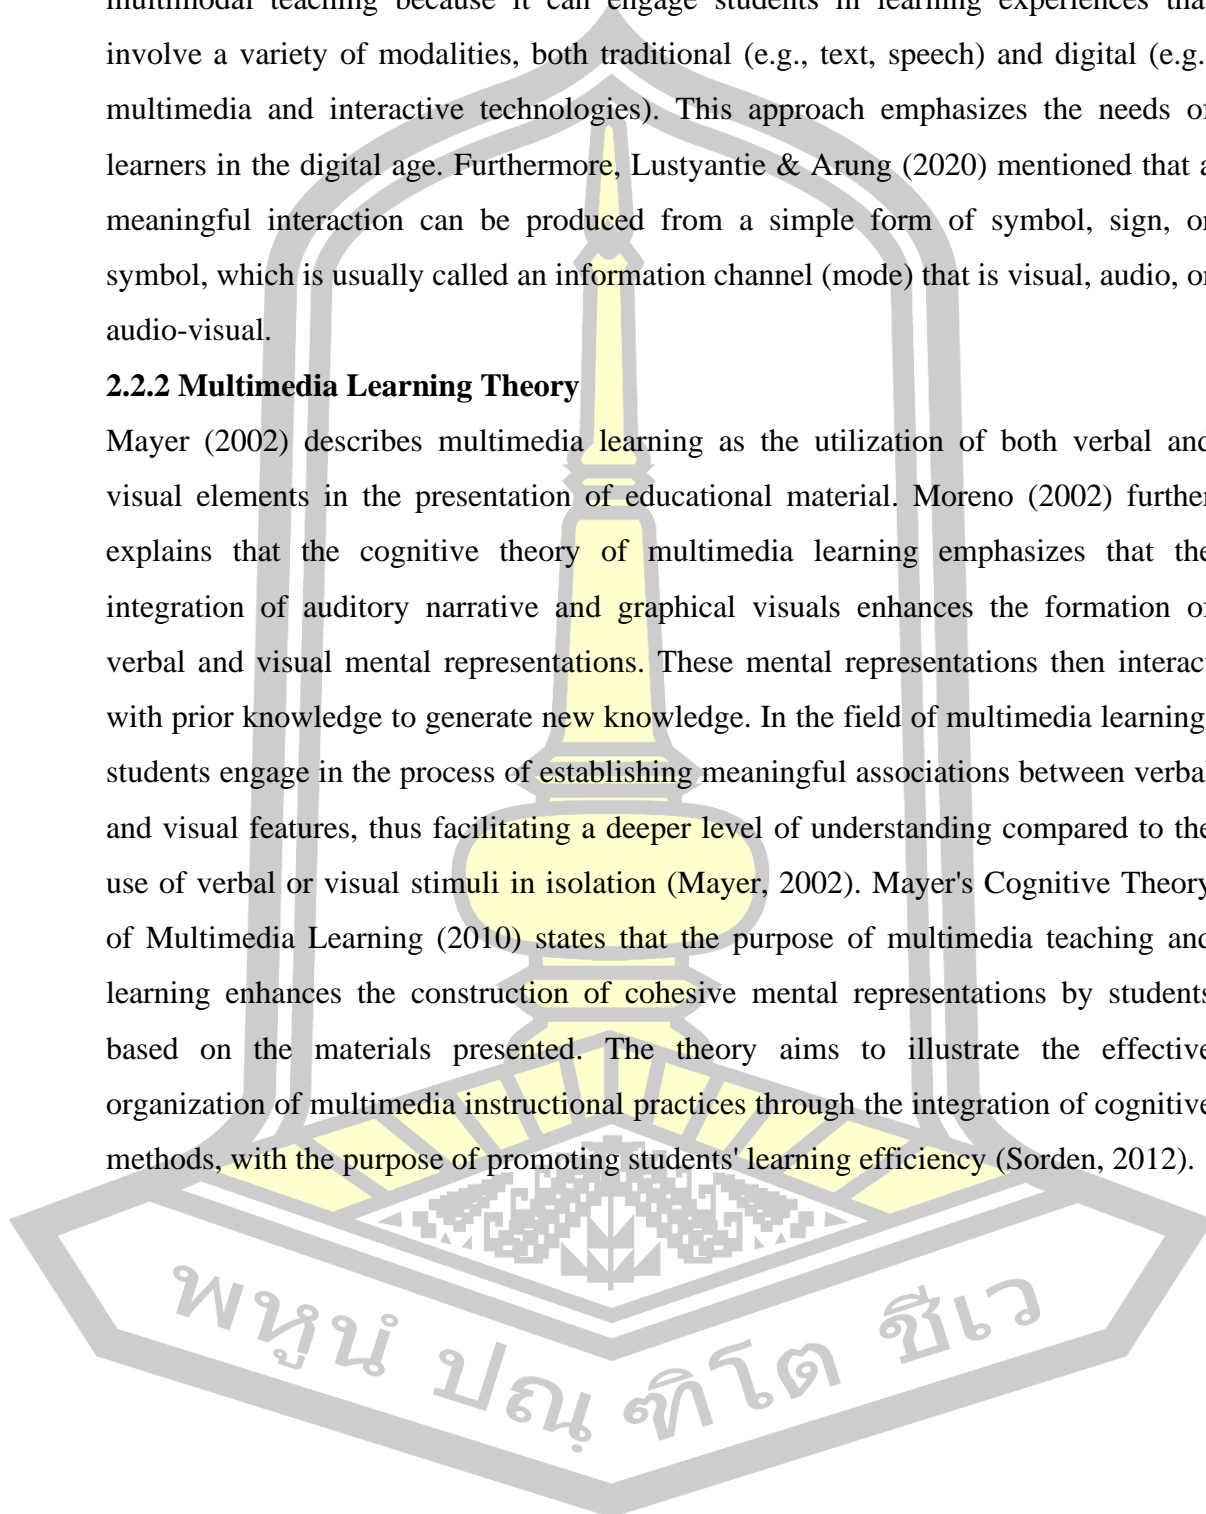 multimodal teaching because it can engage students in learning experiences that
involve a variety of modalities, both traditional (e.g., text, speech) and digital (e.g.
multimedia and interactive technologies). This approach emphasizes the needs of
learners in the digital age. Furthermore, Lustyantie & Arung (2020) mentioned that a
meaningful interaction can be produced from a simple form of symbol, sign, or
symbol, which is usually called an information channel (mode) that is visual, audio, or
audio-visual.
2.2.2 Multimedia Learning Theory
Mayer (2002) describes multimedia learning as the utilization of both verbal and
visual elements in the presentation of educational material. Moreno (2002) further
explains that the cognitive theory of multimedia learning emphasizes that the
integration of auditory narrative and graphical visuals enhances the formation of
verbal and visual mental representations. These mental representations then interact
with prior knowledge to generate new knowledge. In the field of multimedia learning
students engage in the process of establishing meaningful associations between verbal
and visual features, thus facilitating a deeper level of understanding compared to the
use of verbal or visual stimuli in isolation (Mayer, 2002). Mayer's Cognitive Theory
of Multimedia Learning (2010) states that the purpose of multimedia teaching and
learning enhances the construction of cohesive mental representations by students
based on the materials presented. The theory aims to illustrate the effective
organization of multimedia instructional practices through the integration of cognitive
methods, with the purpose of promoting students' learning efficiency (Sorden, 2012).
พหูนํ ปณฺฑิโต ชีเว